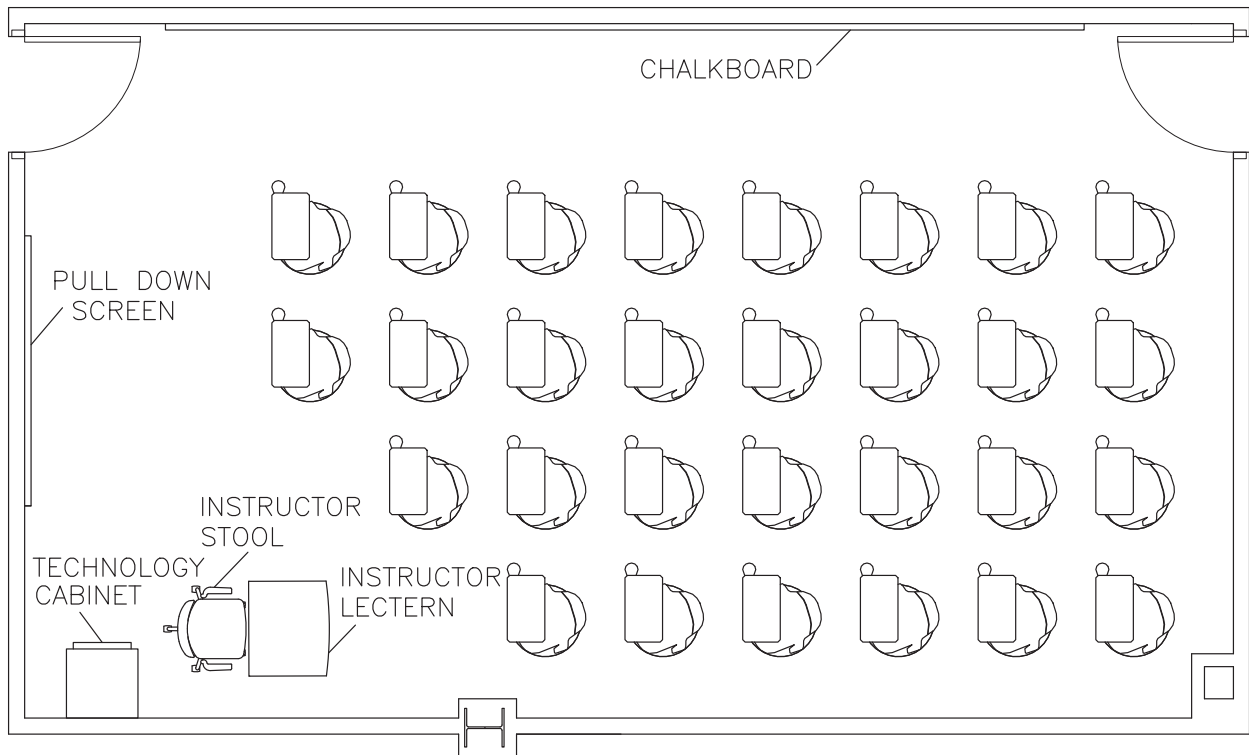 CHALKBOARD
PULL DOWN
SCREEN
INSTRUCTOR
STOOL
TECHNOLOGY
CABINET
INSTRUCTOR
LECTERN